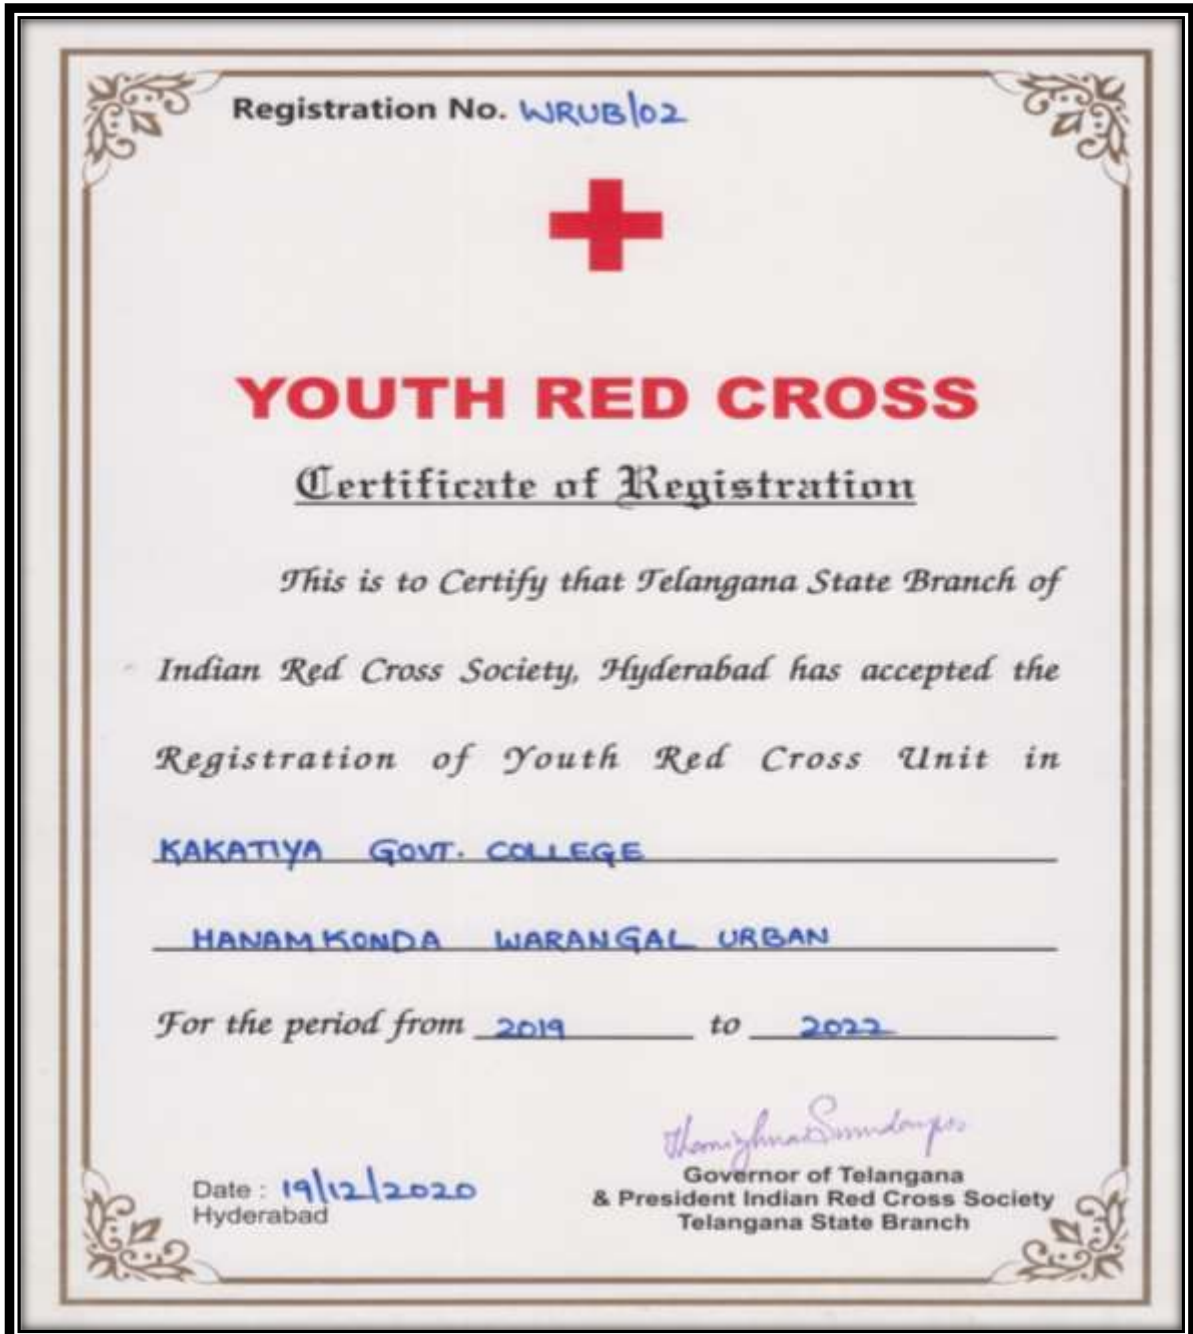 Registration No. WRUB/02
YOUTH RED CROSS
Certificate of Registration
This is to Certify that Telangana State Branch of
Indian Red Cross Society, Hyderabad has accepted the
Registration of Youth Red Cross Unit in
KAKATIYA GOVT. COLLEGE
HANAMKONDA WARANGAL URBAN
For the period from 2019 to 2022
Date : 19/12/2020
Hyderabad
Governor of Telangana
& President Indian Red Cross Society
Telangana State Branch